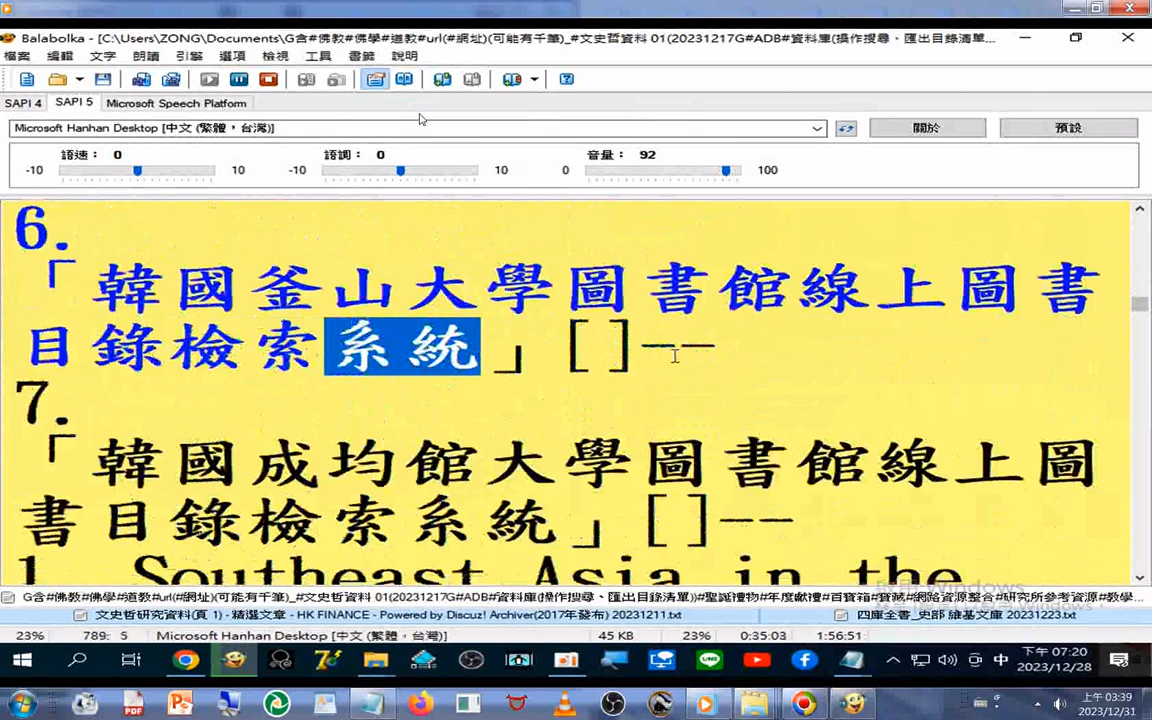 Balabolka - [C:\Users\ZONG\Documents\G含#佛教#佛學#道教#url(#網址)(可能有千筆)_#文史哲資料 01(20231217G#ADB#資料庫(操作搜尋、匯出目錄清單...
檔案 編輯 文字 朗讀 引擎 選項 檢視 工具 書籤 說明
SAPI 4 SAPI 5 Microsoft Speech Platform
Microsoft Hanhan Desktop [中文 (繁體，台灣)] 關於 預設
語速： 0 語調： 0 音量： 92
-10 10 -10 10 0 100
6.
「韓國釜山大學圖書館線上圖書
目錄檢索系統」[]--
7.
「韓國成均館大學圖書館線上圖
書目錄檢索系統」[]--
1. Southeast Asia in the
G含#佛教#佛學#道教#url(#網址)(可能有千筆)_#文史哲資料 01(20231217G#ADB#資料庫(操作搜尋、匯出目錄清單))#聖誕禮物#年度獻禮#百寶箱#寶藏#網路資源整合#研究所參考資源#教學...
文史哲研究資料(頁 1) - 精選文章 - HK FINANCE - Powered by Discuz! Archiver(2017年發布) 20231211.txt 四庫全書_史部 維基文庫 20231223.txt
23% 789: 5 Microsoft Hanhan Desktop [中文 (繁體，台灣)] 45 KB 23% 0:35:03 1:56:51
中 下午 07:20
2023/12/28
上午 03:39
2023/12/31